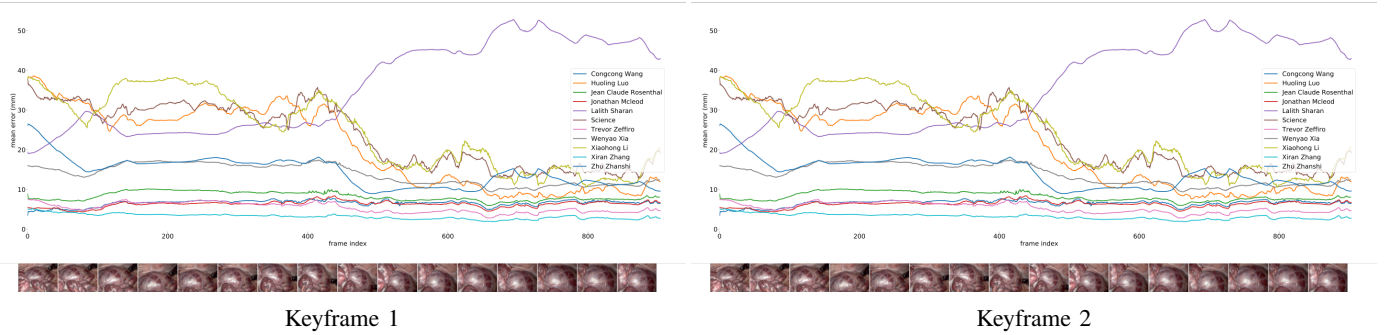 50
40
30
20
10
0
mean error (mm)
0 200 400 600 800
frame index
Congcong Wang
Huoling Luo
Jean Claude Rosenthal
Jonathan Mcleod
Lalith Sharan
Science
Trevor Zeffiro
Wenyao Xia
Xiaohong Li
Xiran Zhang
Zhu Zhanshi
Keyframe 1
50
40
30
20
10
0
mean error (mm)
0 200 400 600 800
frame index
Congcong Wang
Huoling Luo
Jean Claude Rosenthal
Jonathan Mcleod
Lalith Sharan
Science
Trevor Zeffiro
Wenyao Xia
Xiaohong Li
Xiran Zhang
Zhu Zhanshi
Keyframe 2